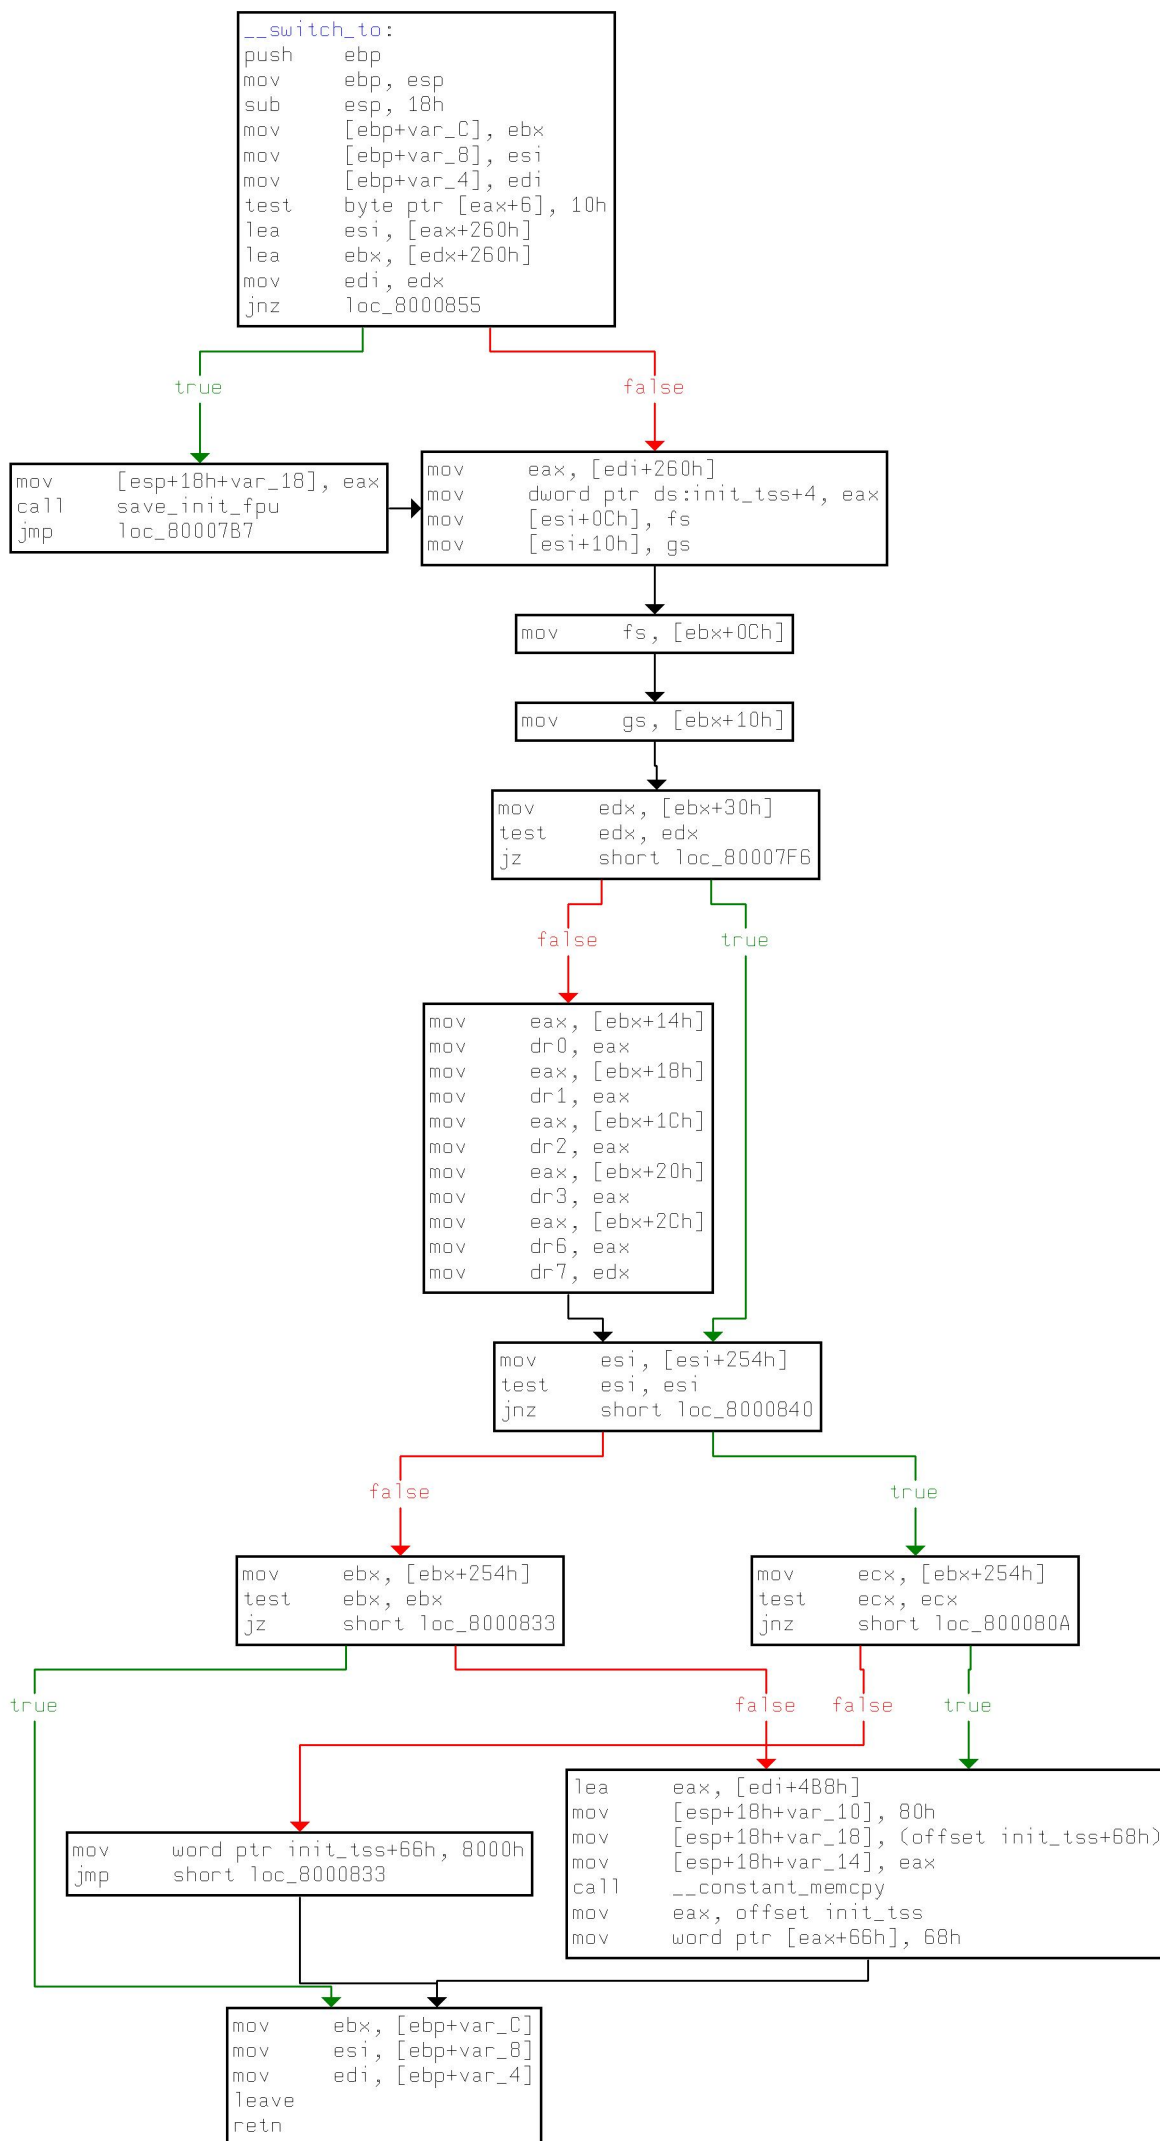 __switch_to:
push ebp
mov ebp, esp
sub esp, 18h
mov [ebp+var_C], ebx
mov [ebp+var_8], esi
mov [ebp+var_4], edi
test byte ptr [eax+6], 10h
lea esi, [eax+260h]
lea ebx, [edx+260h]
mov edi, edx
jnz loc_8000855
true
false
mov [esp+18h+var_18], eax
call save_init_fpu
jmp loc_80007B7
mov eax, [edi+260h]
mov dword ptr ds:init_tss+4, eax
mov [esi+0Ch], fs
mov [esi+10h], gs
mov fs, [ebx+0Ch]
mov gs, [ebx+10h]
mov edx, [ebx+30h]
test edx, edx
jz short loc_80007F6
false
true
mov eax, [ebx+14h]
mov dr0, eax
mov eax, [ebx+18h]
mov dr1, eax
mov eax, [ebx+1Ch]
mov dr2, eax
mov eax, [ebx+20h]
mov dr3, eax
mov eax, [ebx+2Ch]
mov dr6, eax
mov dr7, edx
mov esi, [esi+254h]
test esi, esi
jnz short loc_8000840
false
true
mov ebx, [ebx+254h]
test ebx, ebx
jz short loc_8000833
mov ecx, [ebx+254h]
test ecx, ecx
jnz short loc_800080A
true
false
false
true
mov word ptr init_tss+66h, 8000h
jmp short loc_8000833
lea eax, [edi+4B8h]
mov [esp+18h+var_10], 80h
mov [esp+18h+var_18], (offset init_tss+68h)
mov [esp+18h+var_14], eax
call __constant_memcpy
mov eax, offset init_tss
mov word ptr [eax+66h], 68h
mov ebx, [ebp+var_C]
mov esi, [ebp+var_8]
mov edi, [ebp+var_4]
leave
retn